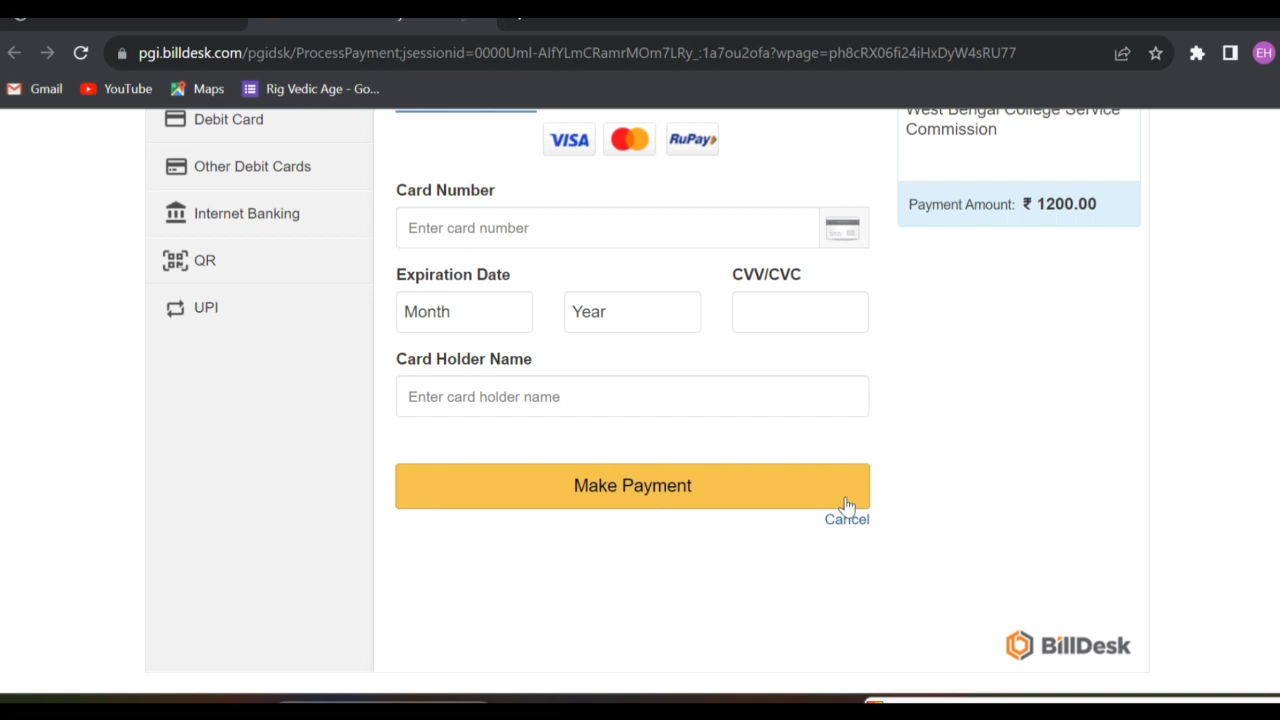 pgi.billdesk.com/pgidsk/ProcessPayment;jsessionid=0000Uml-AIfYLmCRamrMOm7LRy_:1a7ou2ofa?wpage=ph8cRX06fi24iHxDyW4sRU77
EH
Gmail
YouTube
Maps
Rig Vedic Age - Go...
Debit Card
Other Debit Cards
Internet Banking
QR
UPI
VISA
RuPay
Card Number
Enter card number
Expiration Date
CVV/CVC
Month
Year
Card Holder Name
Enter card holder name
Make Payment
Cancel
West Bengal College Service
Commission
Payment Amount: ₹ 1200.00
BillDesk